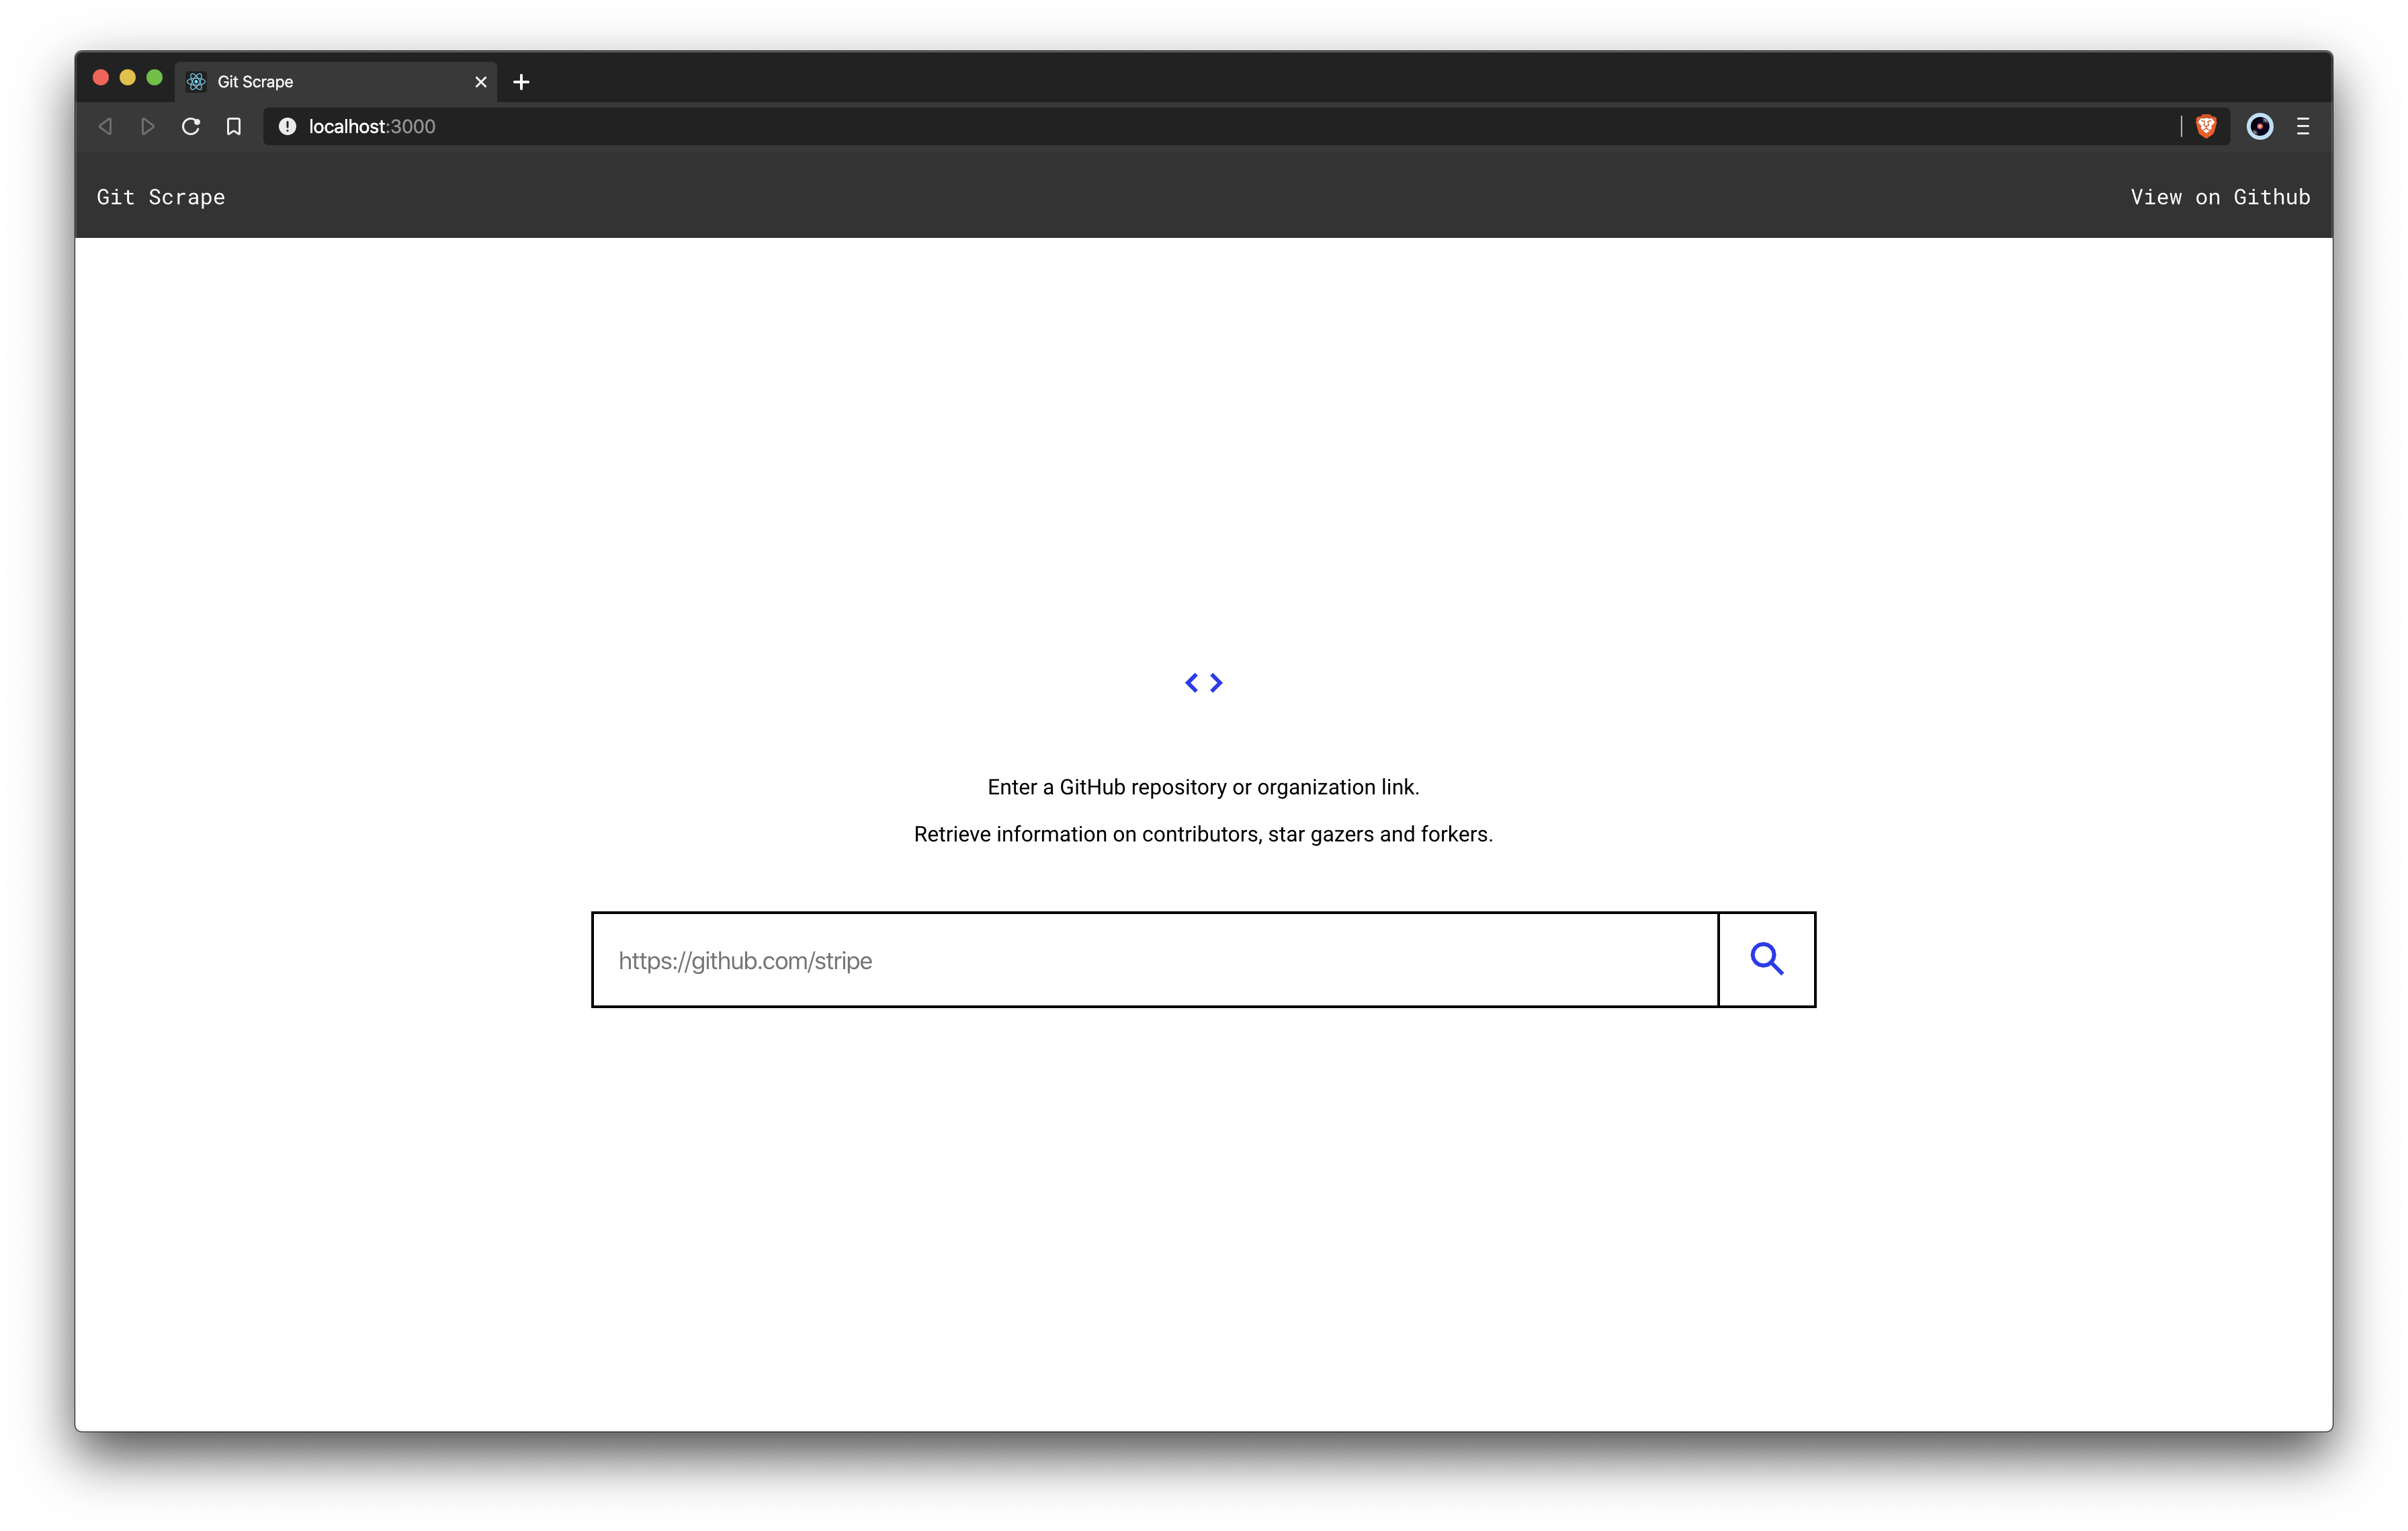 Git Scrape
localhost:3000
Git Scrape
View on Github
< >
Enter a GitHub repository or organization link.
Retrieve information on contributors, star gazers and forkers.
https://github.com/stripe